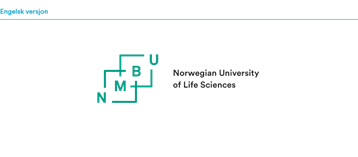 Engelsk versjon
N M B U
Norwegian University
of Life Sciences